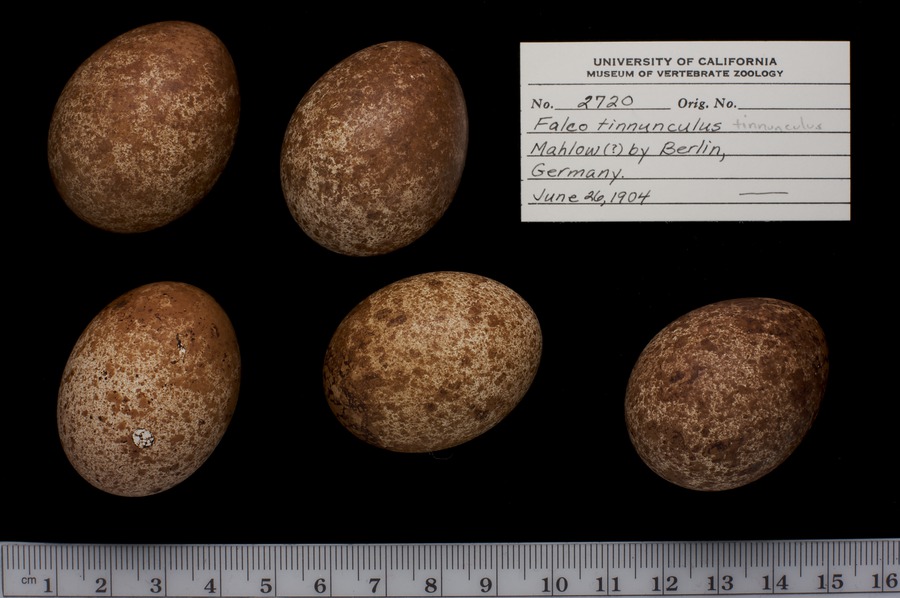 UNIVERSITY OF CALIFORNIA
MUSEUM OF VERTEBRATE ZOOLOGY
No. 2720 Orig. No.
Falco tinnunculus tinnunculus
Mahlow(?) by Berlin,
Germany.
June 26, 1904 —
cm 1 2 3 4 5 6 7 8 9 10 11 12 13 14 15 16